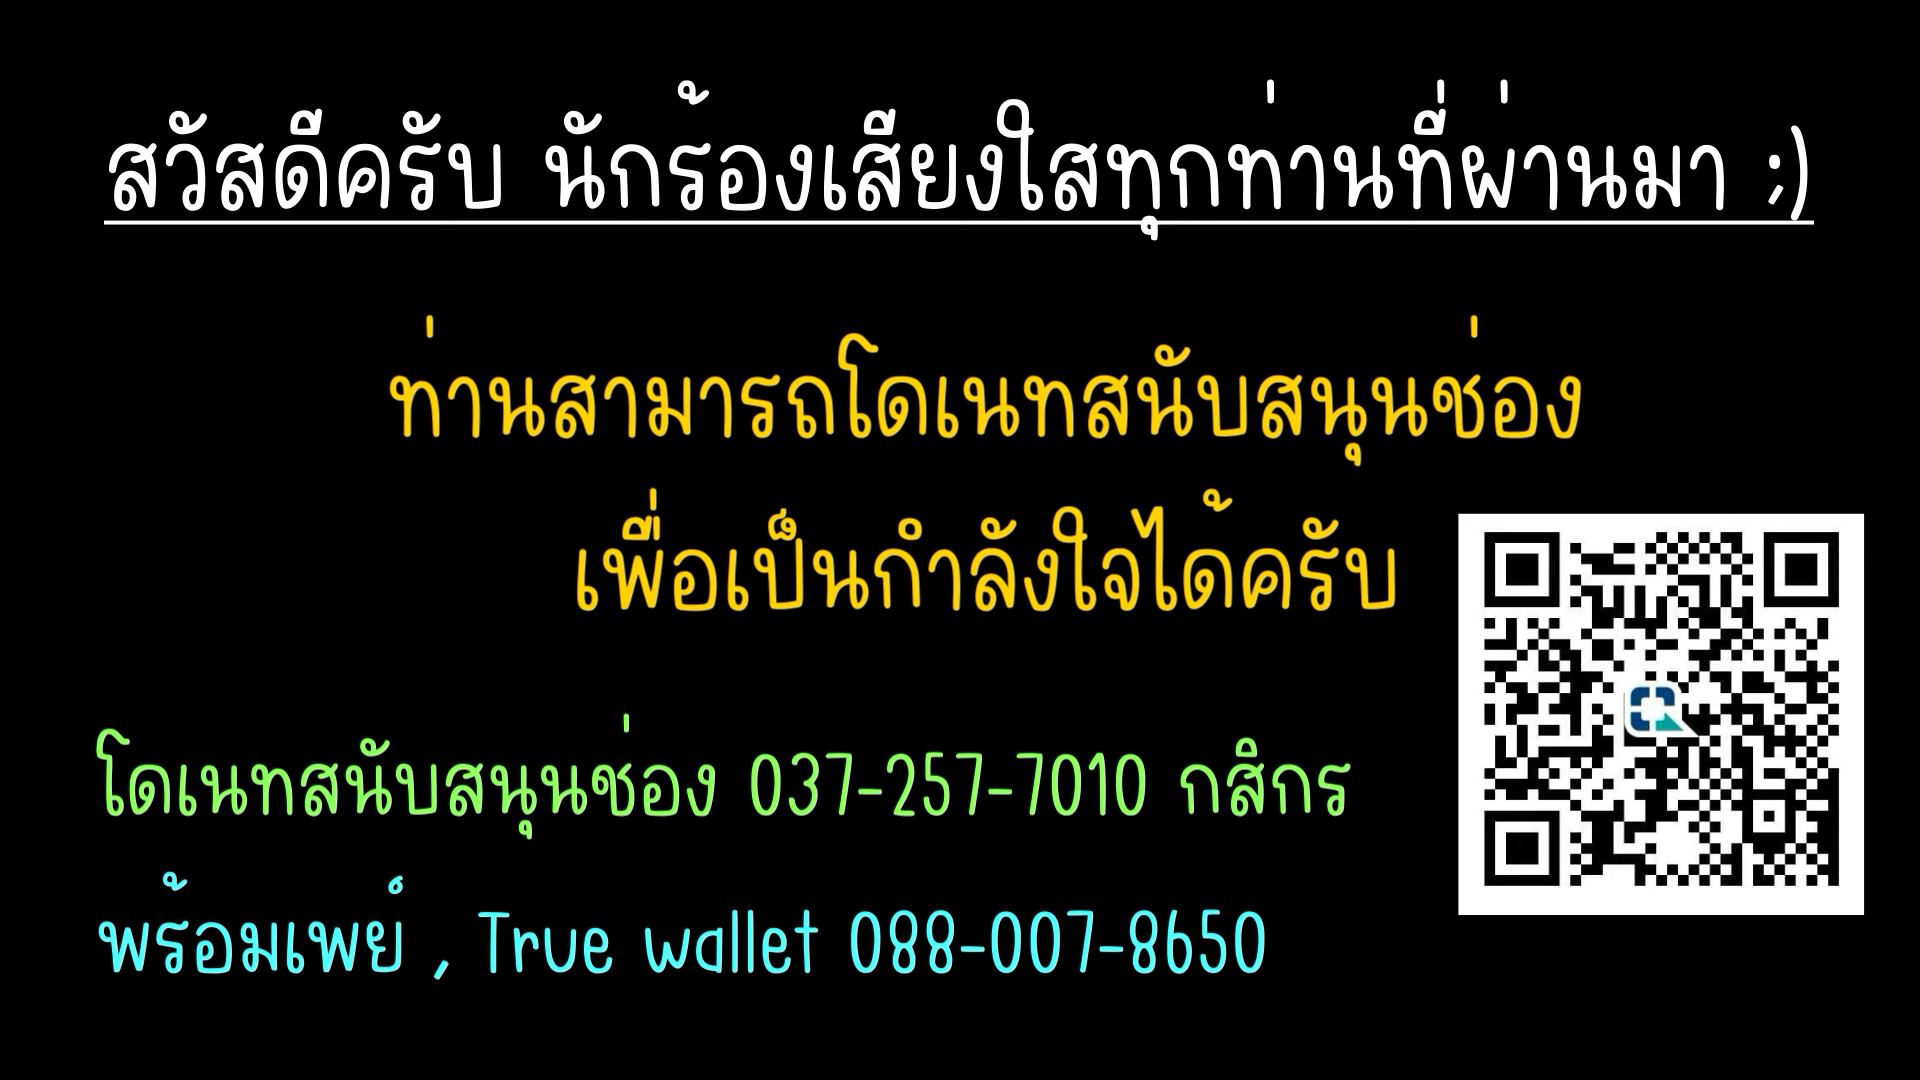 สวัสดีครับ นักร้องเสียงใสทุกท่านที่ผ่านมา ;)
ท่านสามารถโดเนทสนับสนุนช่อง
เพื่อเป็นกำลังใจได้ครับ
โดเนทสนับสนุนช่อง 037-257-7010 กสิกร
พร้อมเพย์ , True wallet 088-007-8650